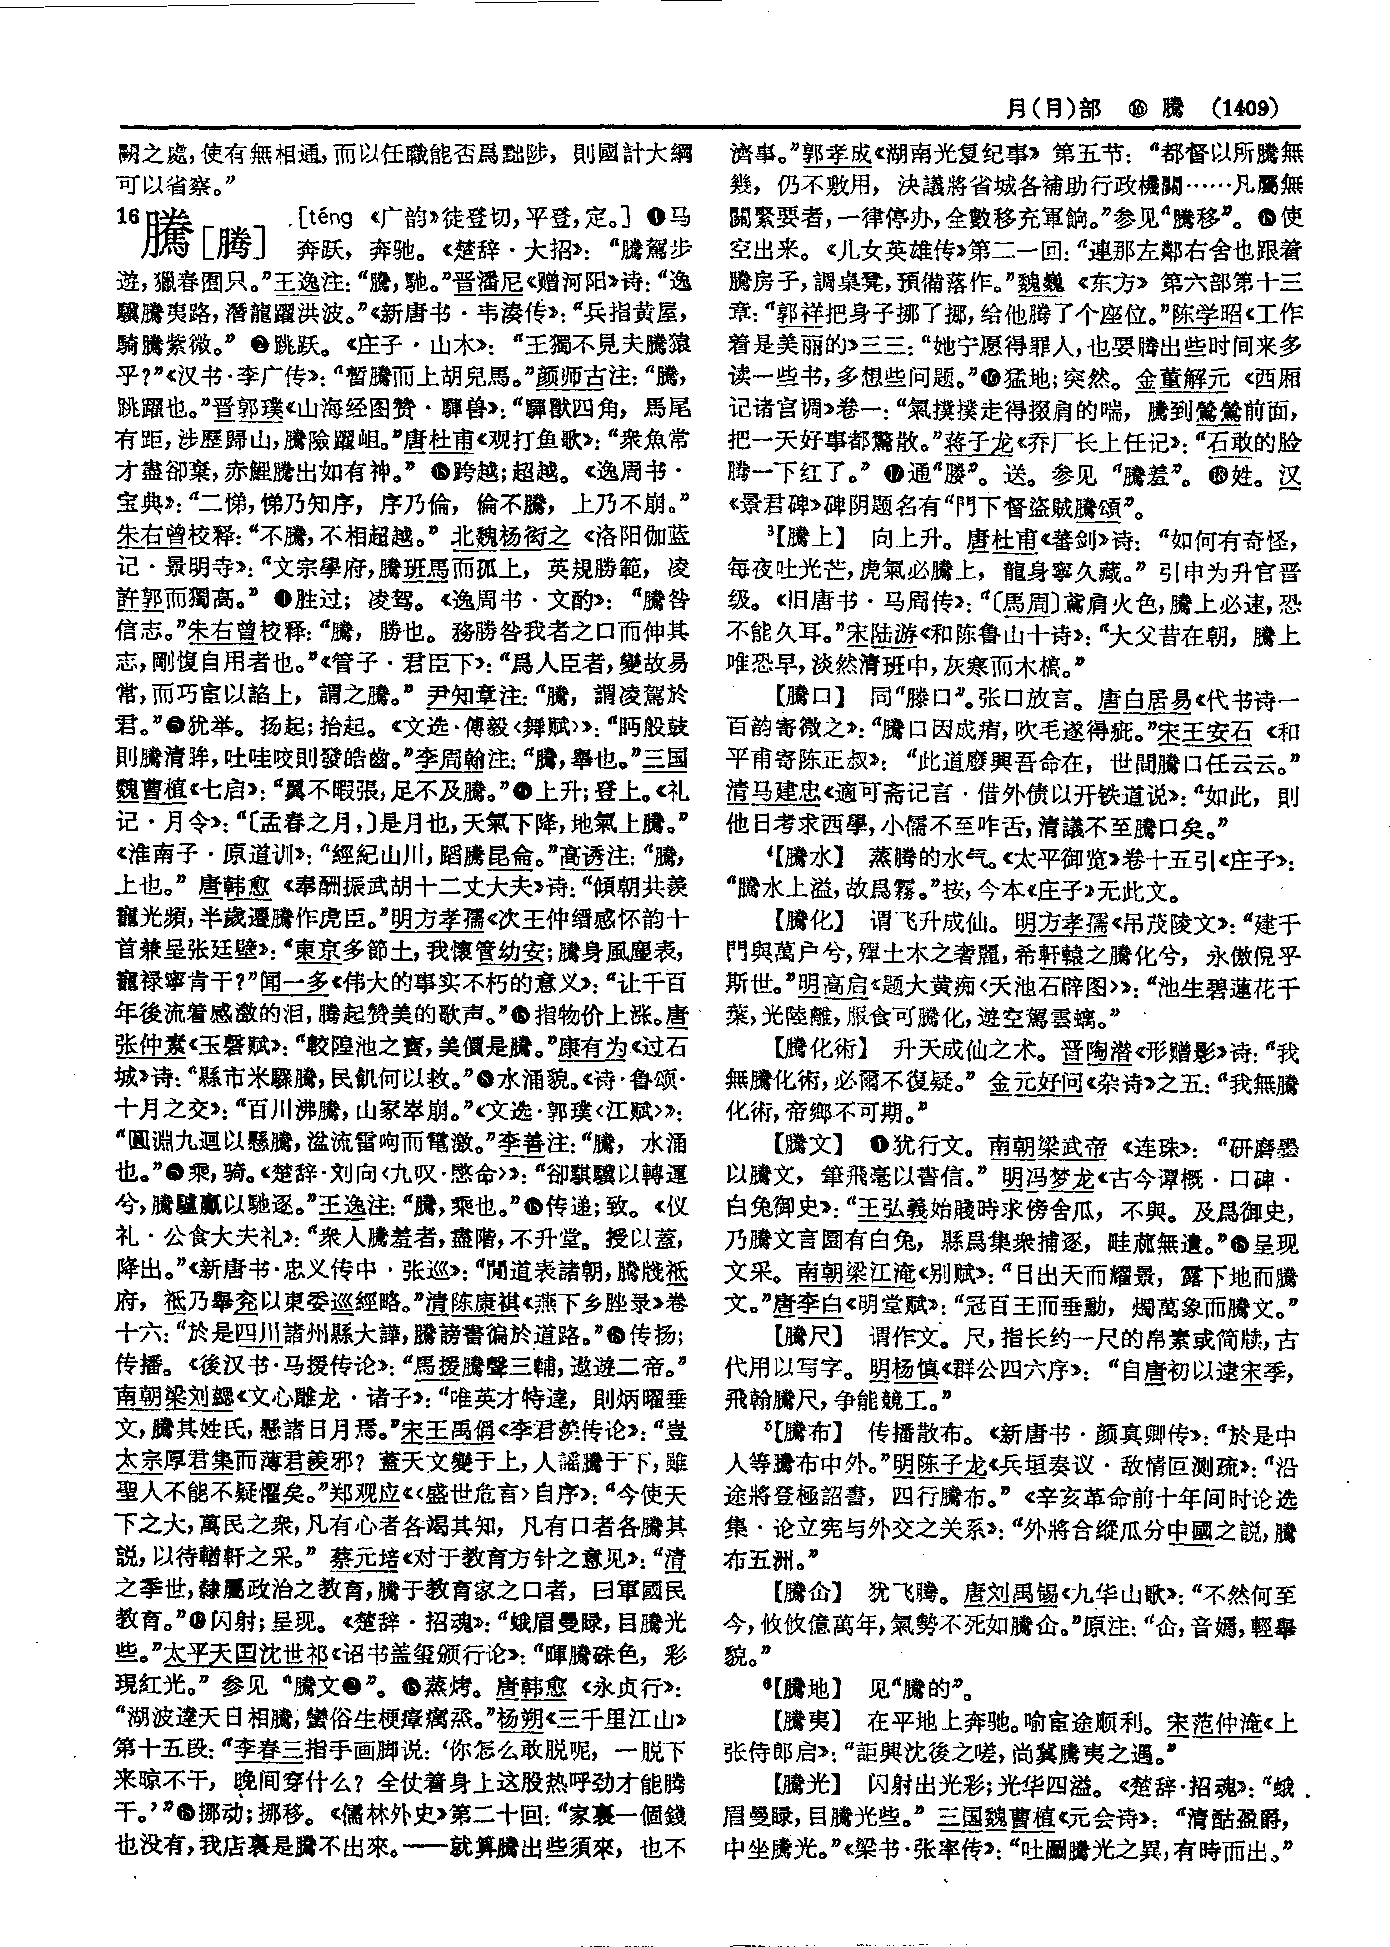 月(月)部 ⑯ 騰 (1409)
闕之處,使有無相通,而以任職能否爲黜陟, 則國計大綱
可以省察。”
16 騰[腾] [téng 《广韵》徒登切,平登,定。] ❶马
奔跃, 奔驰。《楚辞·大招》: “騰駕步
遊,獵春囿只。”王逸注:“騰,馳。”晋潘尼《赠河阳》诗:“逸
驥騰夷路,潛龍躍洪波。”《新唐书·韦凑传》:“兵指黄屋,
騎騰紫微。” ❷跳跃。《庄子·山木》: “王獨不見夫騰猿
乎?”《汉书·李广传》:“暫騰而上胡兒馬。”颜师古注:“騰,
跳躍也。”晋郭璞《山海经图赞·驒兽》:“驒獸四角, 馬尾
有距,涉歷歸山,騰險躍岨。”唐杜甫《观打鱼歌》:“衆魚常
才盡卻棄,赤鯉騰出如有神。” ❸跨越;超越。《逸周书·
宝典》:“二悌,悌乃知序, 序乃倫, 倫不騰, 上乃不崩。”
朱右曾校释:“不騰,不相超越。” 北魏杨衒之 《洛阳伽蓝
记·景明寺》:“文宗學府,騰班馬而孤上, 英規勝範, 凌
許郭而獨高。” ❹胜过; 凌驾。《逸周书·文酌》: “騰咎
信志。”朱右曾校释:“騰, 勝也。務勝咎我者之口而伸其
志,剛愎自用者也。”《管子·君臣下》:“爲人臣者,變故易
常,而巧宦以諂上, 謂之騰。” 尹知章注:“騰, 謂凌駕於
君。”❺犹举。扬起;抬起。《文选·傅毅〈舞赋〉》:“眄般鼓
則騰清眸,吐哇咬則發皓齒。”李周翰注:“騰,舉也。”三国
魏曹植《七启》:“翼不暇張,足不及騰。”❻上升;登上。《礼
记·月令》:“〔孟春之月,〕是月也,天氣下降,地氣上騰。”
《淮南子·原道训》:“經紀山川,蹈騰昆侖。”高诱注:“騰,
上也。” 唐韩愈 《奉酬振武胡十二丈大夫》诗:“傾朝共羨
寵光頻,半歲遷騰作虎臣。”明方孝孺《次王仲缙感怀韵十
首兼呈张廷璧》:“東京多節士,我懷管幼安;騰身風塵表,
寵禄寧肯干?”闻一多《伟大的事实不朽的意义》:“让千百
年後流着感激的泪,腾起赞美的歌声。”❼指物价上涨。唐
张仲素《玉磬赋》:“較隍池之寶,美價是騰。”康有为《过石
城》诗:“縣市米驟騰,民飢何以救。”❽水涌貌。《诗·鲁颂·
十月之交》:“百川沸騰,山冢崒崩。”《文选·郭璞〈江赋〉》:
“圓淵九迴以懸騰,湓流雷呴而電激。”李善注:“騰, 水涌
也。”❾乘,骑。《楚辞·刘向〈九叹·愍命〉》:“卻騏驥以轉運
兮,騰驢驘以馳逐。”王逸注:“騰,乘也。”❿传递;致。《仪
礼·公食大夫礼》:“衆人騰羞者,盡階,不升堂。授以蓋,
降出。”《新唐书·忠义传中·张巡》:“間道表諸朝,騰牋祗
府, 祗乃舉兗以東委巡經略。”清陈康祺《燕下乡脞录》卷
十六:“於是四川諸州縣大譁,騰謗書徧於道路。”⓫传扬;
传播。《後汉书·马援传论》:“馬援騰聲三輔,遨遊二帝。”
南朝梁刘勰《文心雕龙·诸子》:“唯英才特達, 則炳曜垂
文,騰其姓氏,懸諸日月焉。”宋王禹偁《李君羡传论》:“豈
太宗厚君集而薄君羨邪? 蓋天文變于上,人謡騰于下,雖
聖人不能不疑懼矣。”郑观应《〈盛世危言〉自序》:“今使天
下之大,萬民之衆,凡有心者各竭其知, 凡有口者各騰其
説,以待輶軒之采。” 蔡元培《对于教育方针之意见》:“清
之季世,隸屬政治之教育,騰于教育家之口者, 曰軍國民
教育。”⓬闪射;呈现。《楚辞·招魂》:“蛾眉曼睩,目騰光
些。”太平天国沈世祁《诏书盖玺颁行论》:“暉騰硃色, 彩
現紅光。” 参见 “騰文❷”。⓭蒸烤。唐韩愈 《永贞行》:
“湖波連天日相騰,蠻俗生梗瘴癘烝。”杨朔《三千里江山》
第十五段:“李春三指手画脚说:‘你怎么敢脱呢, 一脱下
来晾不干, 晚间穿什么? 全仗着身上这股热呼劲才能腾
干。’”⓮挪动;挪移。《儒林外史》第二十回:“家裏一個錢
也没有,我店裏是騰不出來。——就算騰出些須來, 也不
濟事。”郭孝成《湖南光复纪事》 第五节: “都督以所騰無
幾, 仍不敷用, 決議將省城各補助行政機關……凡屬無
關緊要者,一律停办,全數移充軍餉。”参见“騰移”。⓯使
空出来。《儿女英雄传》第二一回:“連那左鄰右舍也跟着
騰房子,調桌凳,預備落作。”魏巍 《东方》 第六部第十三
章:“郭祥把身子挪了挪,给他腾了个座位。”陈学昭《工作
着是美丽的》三三:“她宁愿得罪人,也要腾出些时间来多
读一些书,多想些问题。”⓰猛地;突然。金董解元 《西厢
记诸宫调》卷一:“氣撲撲走得掇肩的喘, 騰到鶯鶯前面,
把一天好事都驚散。”蒋子龙《乔厂长上任记》:“石敢的脸
腾一下红了。” ⓱通“媵”。送。参见 “騰羞”。⓲姓。汉
《景君碑》碑阴题名有“門下督盜賊騰頌”。
³【騰上】 向上升。唐杜甫《蕃剑》诗: “如何有奇怪,
每夜吐光芒,虎氣必騰上, 龍身寧久藏。” 引申为升官晋
级。《旧唐书·马周传》:“〔馬周〕鳶肩火色,騰上必速,恐
不能久耳。”宋陆游《和陈鲁山十诗》:“大父昔在朝, 騰上
唯恐早,淡然清班中,灰寒而木槁。”
【騰口】 同“滕口”。张口放言。唐白居易《代书诗一
百韵寄微之》:“騰口因成痏,吹毛遂得疵。”宋王安石 《和
平甫寄陈正叔》: “此道廢興吾命在, 世間騰口任云云。”
清马建忠《適可斋记言·借外债以开铁道说》:“如此, 則
他日考求西學,小儒不至咋舌,清議不至騰口矣。”
⁴【騰水】 蒸腾的水气。《太平御览》卷十五引《庄子》:
“騰水上溢,故爲霧。”按,今本《庄子》无此文。
【騰化】 谓飞升成仙。明方孝孺《吊茂陵文》:“建千
門與萬户兮,殫土木之奢麗,希軒轅之騰化兮, 永傲倪乎
斯世。”明高启《题大黄痴〈天池石辟图〉》:“池生碧蓮花千
葉,光陸離,服食可騰化,遊空駕雲螭。”
【騰化術】 升天成仙之术。晋陶潜《形赠影》诗:“我
無騰化術,必爾不復疑。” 金元好问《杂诗》之五:“我無騰
化術,帝鄉不可期。”
【騰文】 ❶犹行文。南朝梁武帝 《连珠》: “研磨墨
以騰文, 筆飛毫以書信。” 明冯梦龙《古今谭概·口碑·
白兔御史》:“王弘義始賤時求傍舍瓜, 不與。及爲御史,
乃騰文言園有白兔, 縣爲集衆捕逐, 畦蓏無遺。”❷呈现
文采。南朝梁江淹《别赋》:“日出天而耀景, 露下地而騰
文。”唐李白《明堂赋》:“冠百王而垂勳, 燭萬象而騰文。”
【騰尺】 谓作文。尺,指长约一尺的帛素或简牍,古
代用以写字。明杨慎《群公四六序》: “自唐初以逮宋季,
飛翰騰尺,争能競工。”
⁵【騰布】 传播散布。《新唐书·颜真卿传》:“於是中
人等騰布中外。”明陈子龙《兵垣奏议·敌情叵测疏》:“沿
途將登極詔書, 四行騰布。” 《辛亥革命前十年间时论选
集·论立宪与外交之关系》:“外將合縱瓜分中國之説,騰
布五洲。”
【騰仚】 犹飞腾。唐刘禹锡《九华山歌》:“不然何至
今,攸攸億萬年,氣勢不死如騰仚。”原注:“仚,音嫣,輕舉
貌。”
⁶【騰地】 见“騰的”。
【騰夷】 在平地上奔驰。喻宦途顺利。宋范仲淹《上
张侍郎启》:“詎興沈後之嗟,尚冀騰夷之遇。”
【騰光】 闪射出光彩;光华四溢。《楚辞·招魂》:“蛾
眉曼睩,目騰光些。” 三国魏曹植《元会诗》: “清酤盈爵,
中坐騰光。”《梁书·张率传》:“吐圖騰光之異,有時而出。”